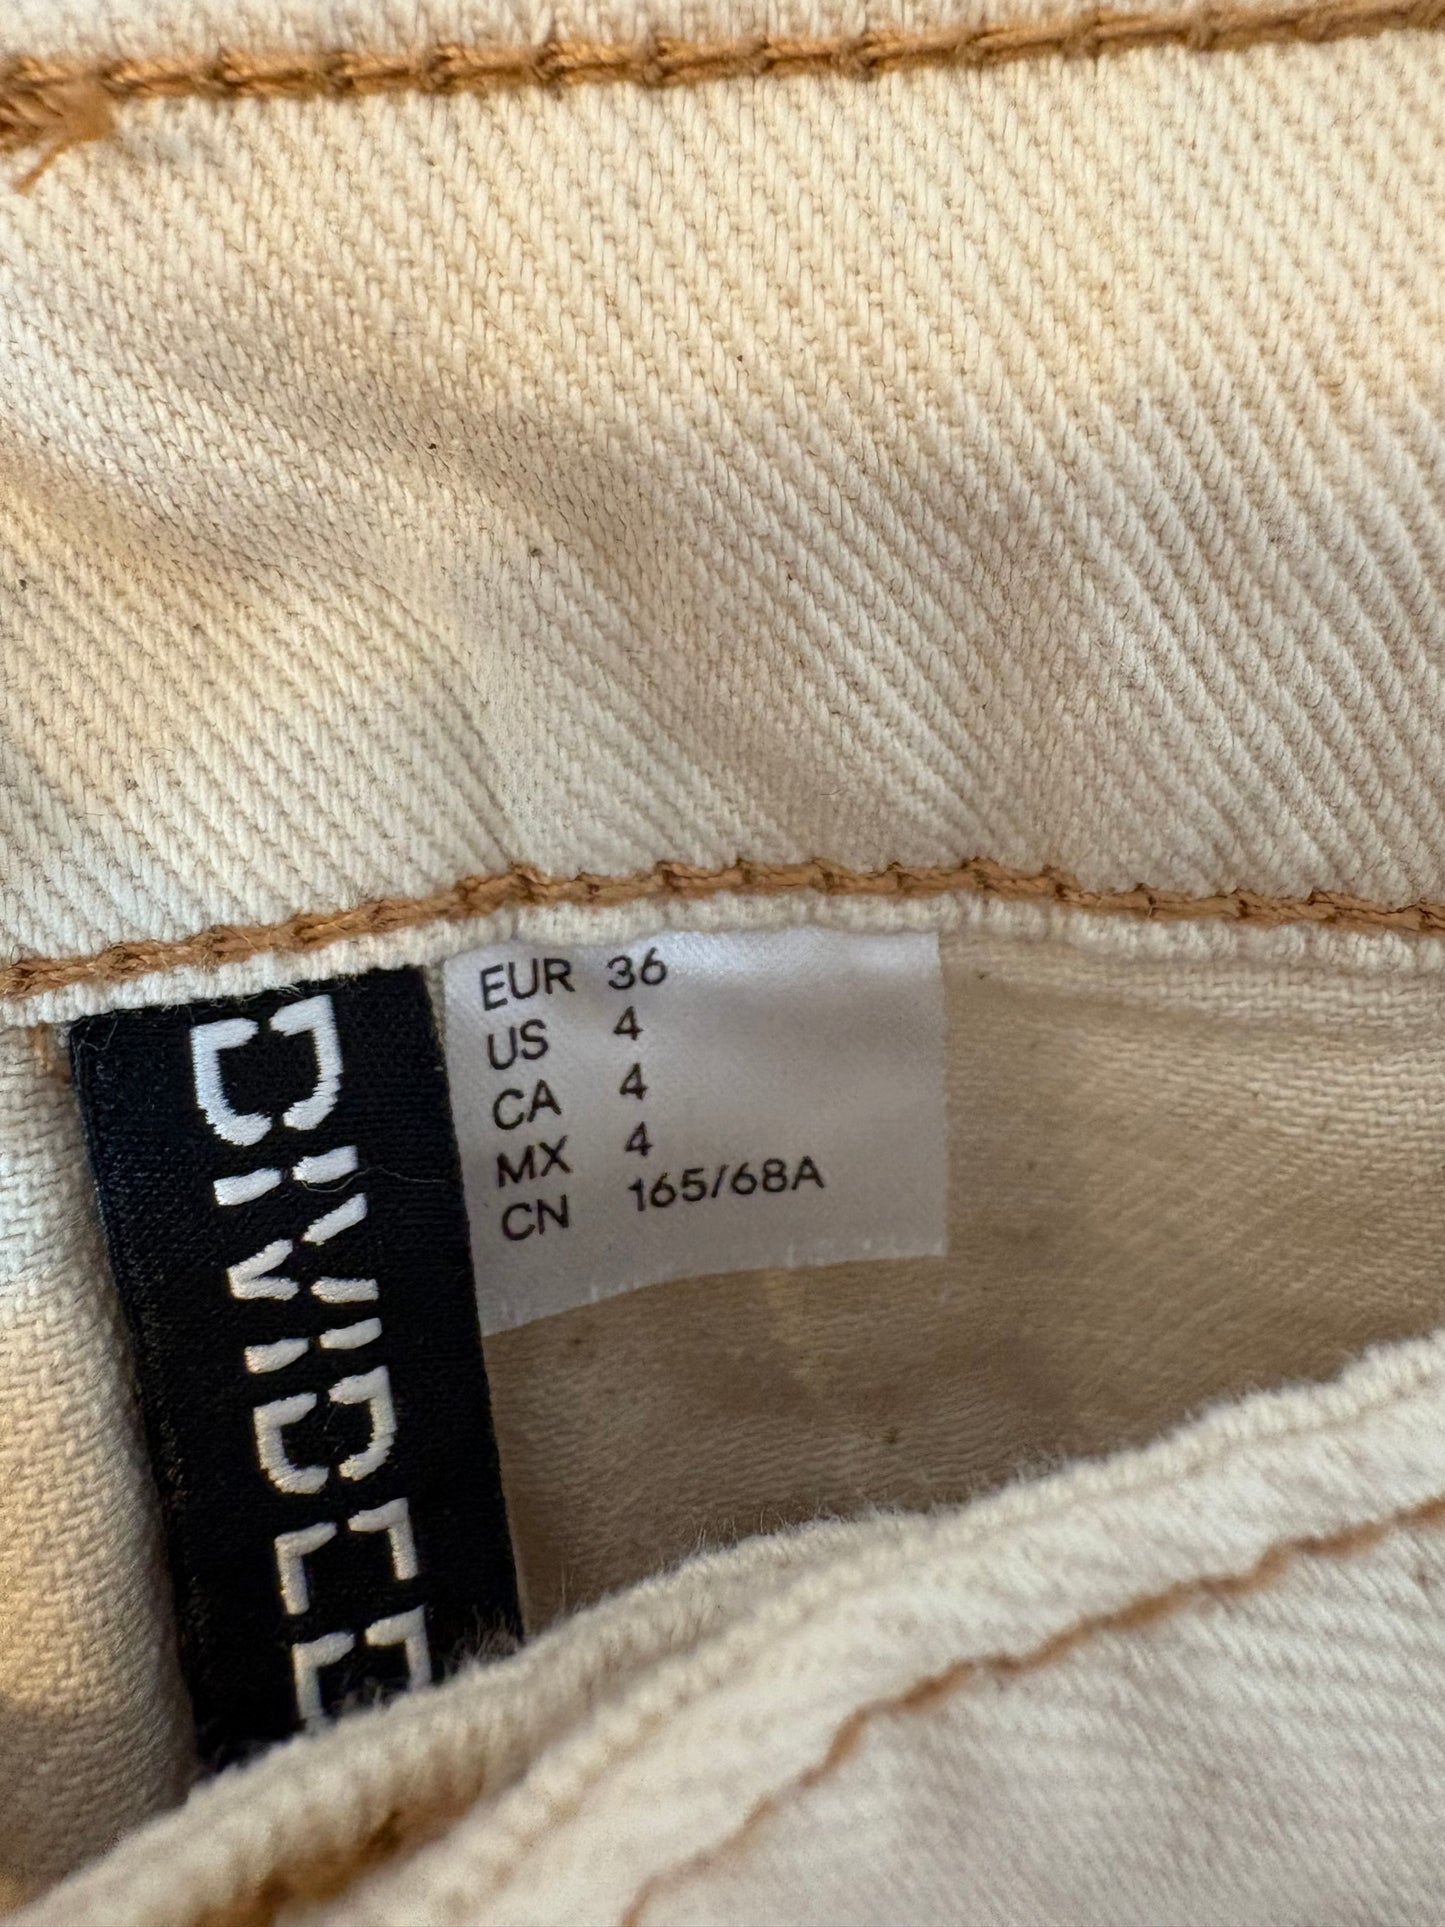 DIVIDED
EUR 36
US 4
CA 4
MX 4
CN 165/68A